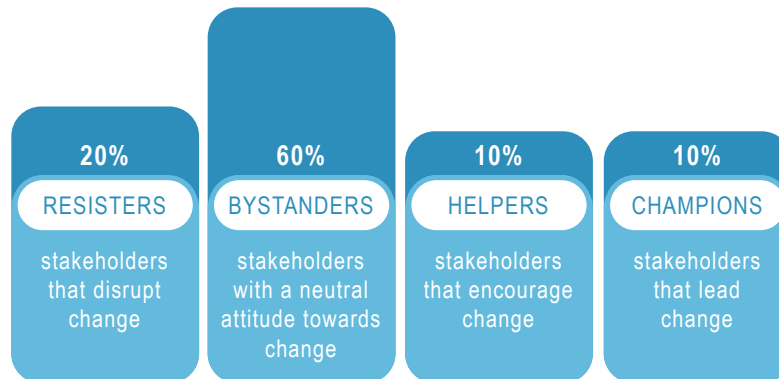 20%
RESISTERS
stakeholders
that disrupt
change
60%
BYSTANDERS
stakeholders
with a neutral
attitude towards
change
10%
HELPERS
stakeholders
that encourage
change
10%
CHAMPIONS
stakeholders
that lead
change